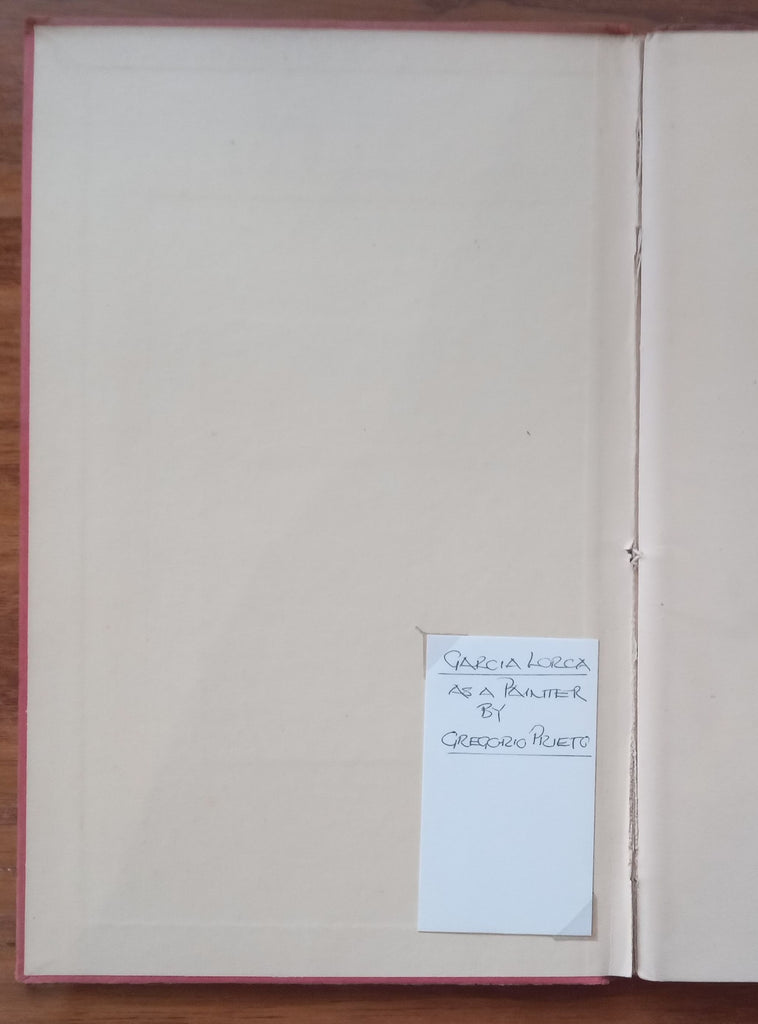 GARCIA LORCA
AS A PAINTER
BY
GREGORIO PRIETO